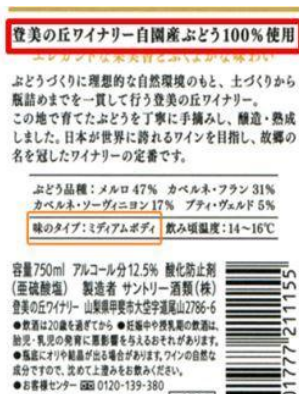 登美の丘ワイナリー自園産ぶどう100%使用
ぶどうづくりに理想的な自然環境のもと、土づくりから
瓶詰めまでを一貫して行う登美の丘ワイナリー。
この地で育てたぶどうを丁寧に手摘みし、醸造・熟成
しました。日本が世界に誇れるワインを目指し、故郷の
名を冠したワイナリーの定番です。
ぶどう品種：メルロ 47% カベルネ・フラン 31%
カベルネ・ソーヴィニヨン 17% プティ・ヴェルド 5%
味のタイプ：ミディアムボディ 飲み頃温度：14～16℃
容量750ml アルコール分12.5% 酸化防止剤
(亜硫酸塩) 製造者 サントリー酒類(株)
登美の丘ワイナリー 山梨県甲斐市大垈字道尾山2786-6
●飲酒は20歳を過ぎてから ●妊娠中や授乳期の飲酒は、
胎児・乳児の発育に悪影響を与えるおそれがあります。
●瓶底にオリや結晶が出る場合があります。ワインの自然な
成分ですので、沈めて上澄みをお飲みください。
●お客様センター 0120-139-380
01777 211155